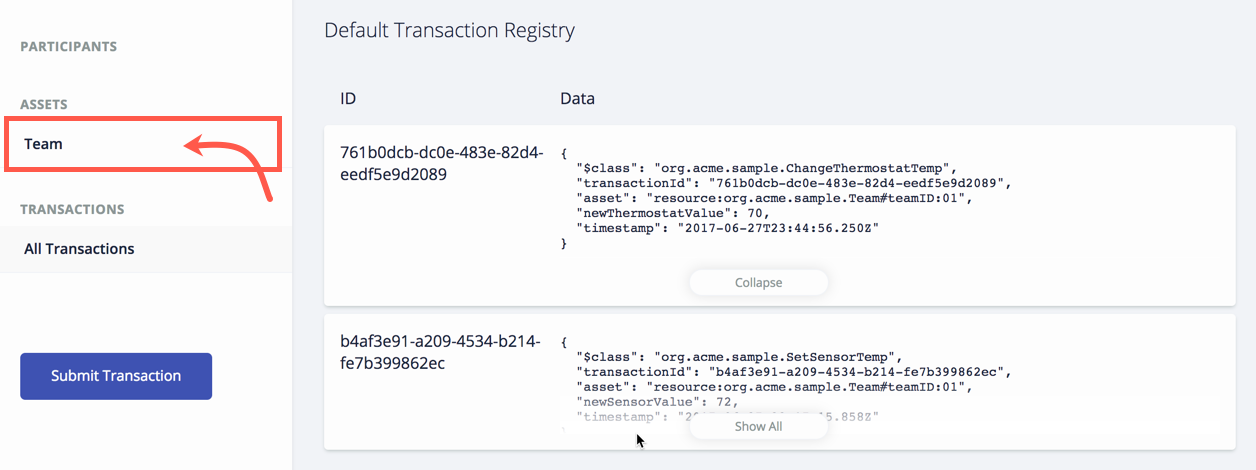 PARTICIPANTS
ASSETS
Team
TRANSACTIONS
All Transactions
Submit Transaction
Default Transaction Registry
ID Data
761b0dcb-dc0e-483e-82d4-
eedf5e9d2089
{
"$class": "org.acme.sample.ChangeThermostatTemp",
"transactionId": "761b0dcb-dc0e-483e-82d4-eedf5e9d2089",
"asset": "resource:org.acme.sample.Team#teamID:01",
"newThermostatValue": 70,
"timestamp": "2017-06-27T23:44:56.250Z"
}
Collapse
b4af3e91-a209-4534-b214-
fe7b399862ec
{
"$class": "org.acme.sample.SetSensorTemp",
"transactionId": "b4af3e91-a209-4534-b214-fe7b399862ec",
"asset": "resource:org.acme.sample.Team#teamID:01",
"newSensorValue": 72,
"timestamp":
Show All